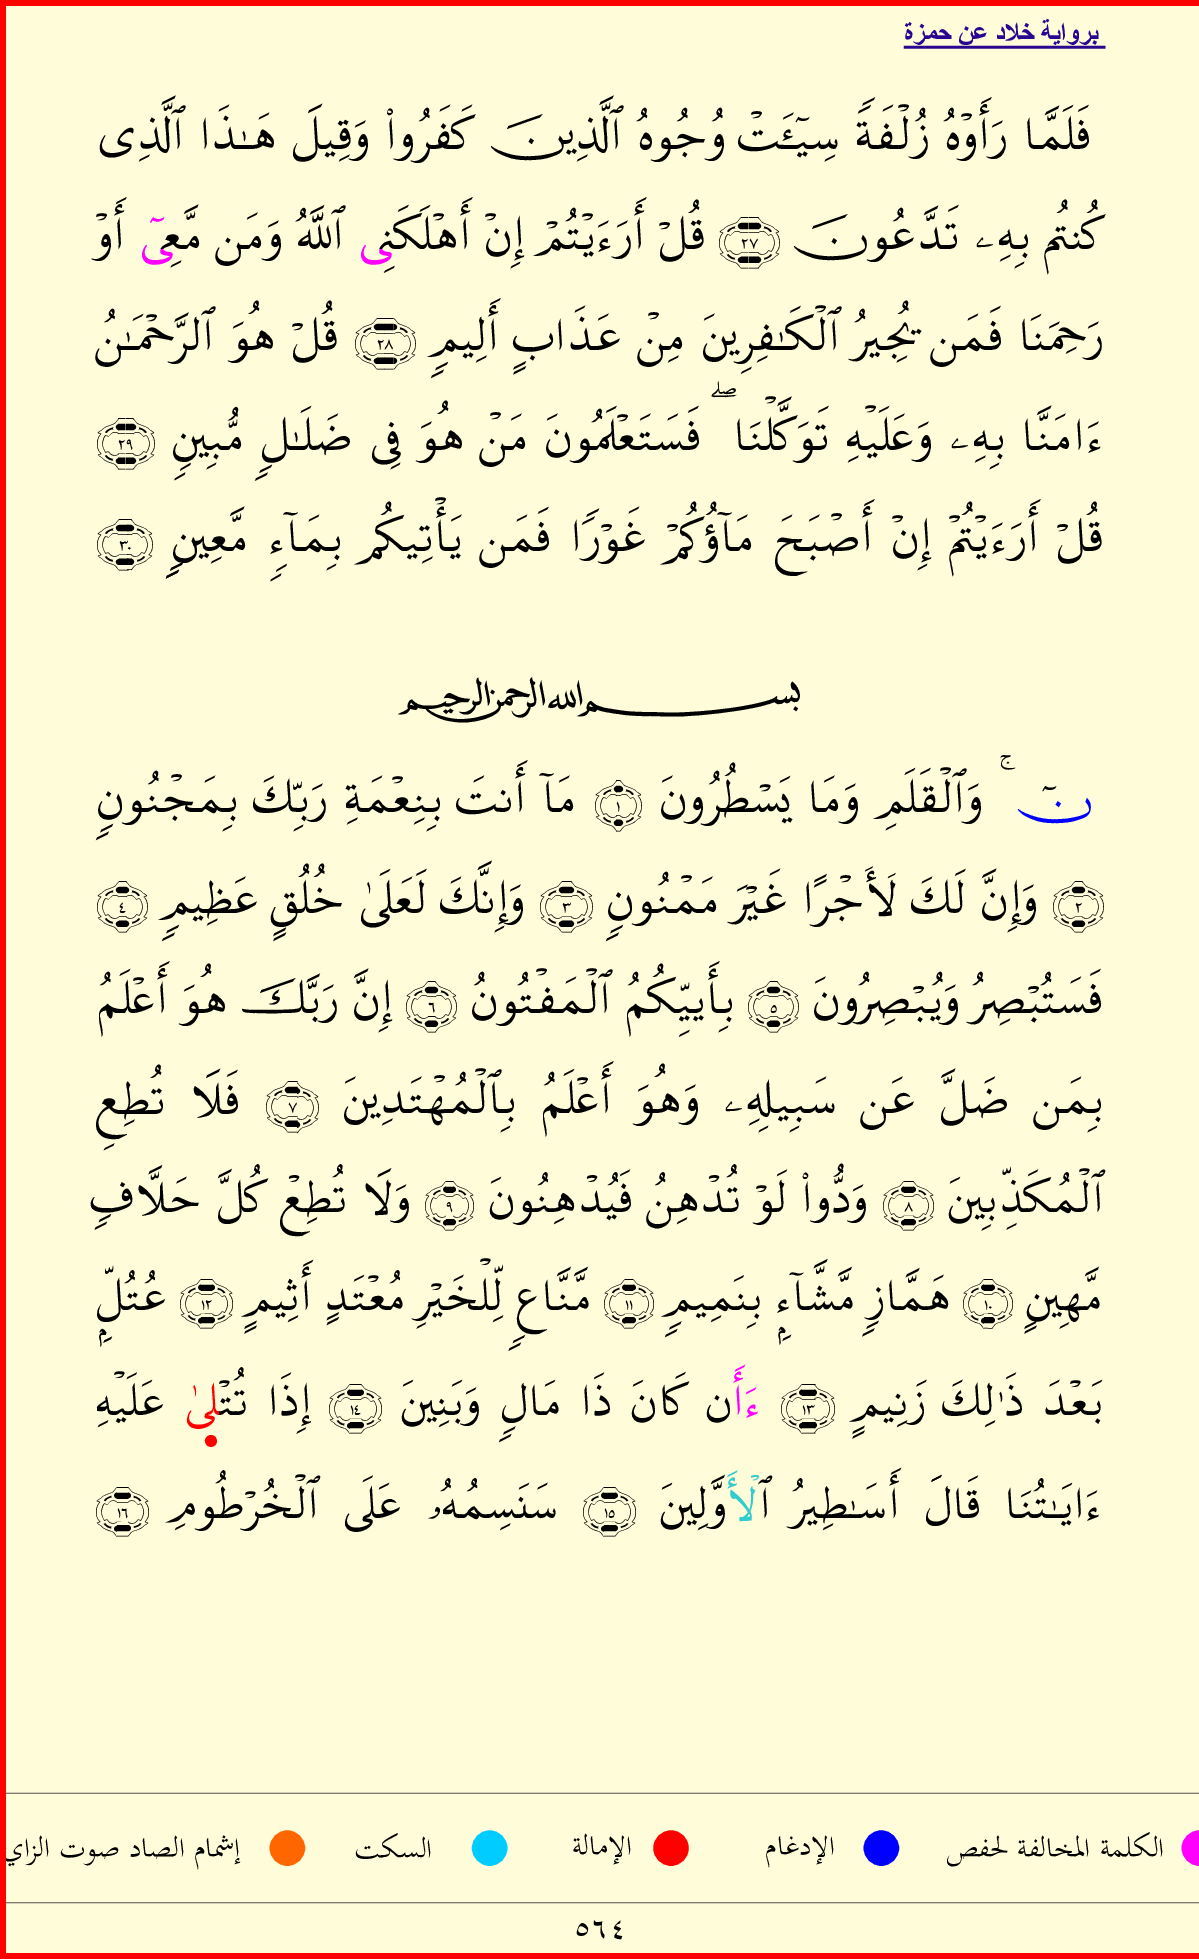 برواية خلاد عن حمزة
فَلَمَّا رَأَوۡهُ زُلۡفَةٗ سِيٓـَٔتۡ وُجُوهُ ٱلَّذِينَ كَفَرُواْ وَقِيلَ هَٰذَا ٱلَّذِي
كُنتُم بِهِۦ تَدَّعُونَ ٢٧ قُلۡ أَرَءَيۡتُمۡ إِنۡ أَهۡلَكَنِي ٱللَّهُ وَمَن مَّعِيٓ أَوۡ
رَحِمَنَا فَمَن يُجِيرُ ٱلۡكَٰفِرِينَ مِنۡ عَذَابٍ أَلِيمٖ ٢٨ قُلۡ هُوَ ٱلرَّحۡمَٰنُ
ءَامَنَّا بِهِۦ وَعَلَيۡهِ تَوَكَّلۡنَاۖ فَسَتَعۡلَمُونَ مَنۡ هُوَ فِي ضَلَٰلٖ مُّبِينٖ ٢٩
قُلۡ أَرَءَيۡتُمۡ إِنۡ أَصۡبَحَ مَآؤُكُمۡ غَوۡرٗا فَمَن يَأۡتِيكُم بِمَآءٖ مَّعِينِۭ ٣٠
بسم الله الرحمن الرحيم
نٓۚ وَٱلۡقَلَمِ وَمَا يَسۡطُرُونَ ١ مَآ أَنتَ بِنِعۡمَةِ رَبِّكَ بِمَجۡنُونٖ
٢ وَإِنَّ لَكَ لَأَجۡرًا غَيۡرَ مَمۡنُونٖ ٣ وَإِنَّكَ لَعَلَىٰ خُلُقٍ عَظِيمٖ ٤
فَسَتُبۡصِرُ وَيُبۡصِرُونَ ٥ بِأَييِّكُمُ ٱلۡمَفۡتُونُ ٦ إِنَّ رَبَّكَ هُوَ أَعۡلَمُ
بِمَن ضَلَّ عَن سَبِيلِهِۦ وَهُوَ أَعۡلَمُ بِٱلۡمُهۡتَدِينَ ٧ فَلَا تُطِعِ
ٱلۡمُكَذِّبِينَ ٨ وَدُّواْ لَوۡ تُدۡهِنُ فَيُدۡهِنُونَ ٩ وَلَا تُطِعۡ كُلَّ حَلَّافٖ
مَّهِينٍ ١٠ هَمَّازٖ مَّشَّآءِۭ بِنَمِيمٖ ١١ مَّنَّاعٖ لِّلۡخَيۡرِ مُعۡتَدٍ أَثِيمٍ ١٢ عُتُلِّۭ
بَعۡدَ ذَٰلِكَ زَنِيمٍ ١٣ ءَأَن كَانَ ذَا مَالٖ وَبَنِينَ ١٤ إِذَا تُتۡلَىٰ عَلَيۡهِ
ءَايَٰتُنَا قَالَ أَسَٰطِيرُ ٱلۡأَوَّلِينَ ١٥ سَنَسِمُهُۥ عَلَى ٱلۡخُرۡطُومِ ١٦
الكلمة المخالفة لحفص الإدغام الإمالة السكت إشمام الصاد صوت الزاي
٥٦٤